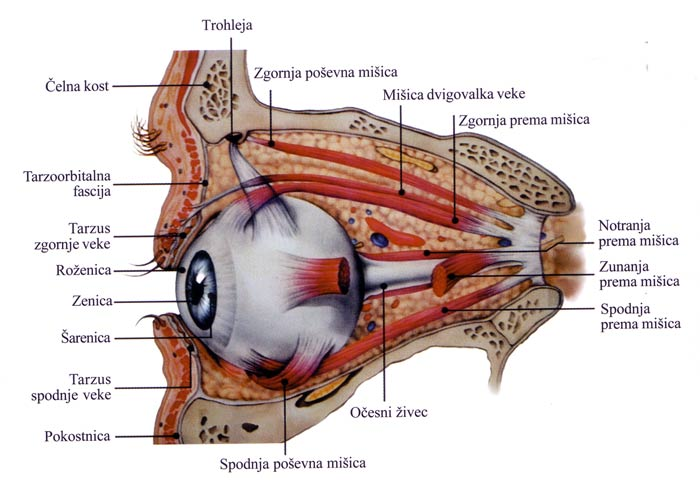 Trohleja
Zgornja poševna mišica
Čelna kost
Mišica dvigovalka veke
Zgornja prema mišica
Tarzoorbitalna
fascija
Tarzus
zgornje veke
Notranja
prema mišica
Roženica
Zunanja
prema mišica
Zenica
Spodnja
prema mišica
Šarenica
Tarzus
spodnje veke
Očesni živec
Pokostnica
Spodnja poševna mišica